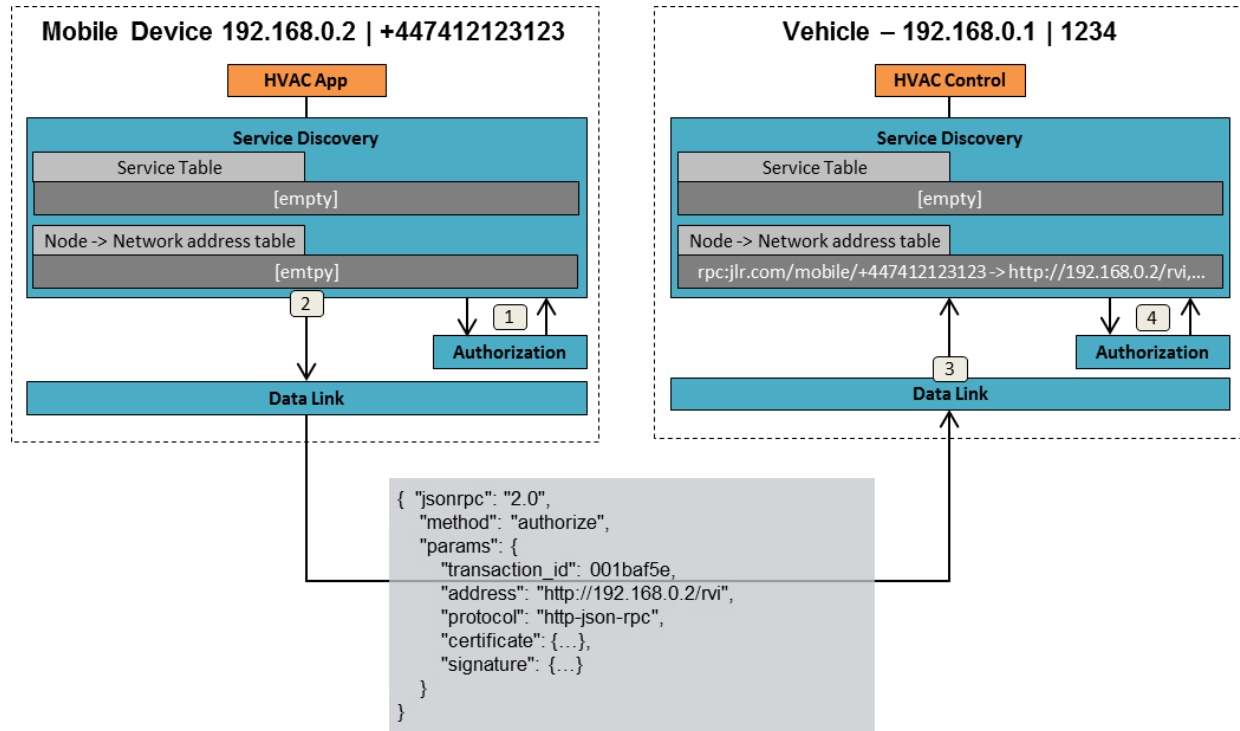 Mobile Device 192.168.0.2 | +447412123123
HVAC App
Service Discovery
Service Table
[empty]
Node -> Network address table
[emtpy]
2
1
Authorization
Data Link
Vehicle – 192.168.0.1 | 1234
HVAC Control
Service Discovery
Service Table
[empty]
Node -> Network address table
rpc:jlr.com/mobile/+447412123123->http://192.168.0.2/rvi,...
4
Authorization
3
Data Link
{ "jsonrpc": "2.0",
"method": "authorize",
"params": {
"transaction_id": 001baf5e,
"address": "http://192.168.0.2/rvi",
"protocol": "http-json-rpc",
"certificate": {…},
"signature": {…}
}
}